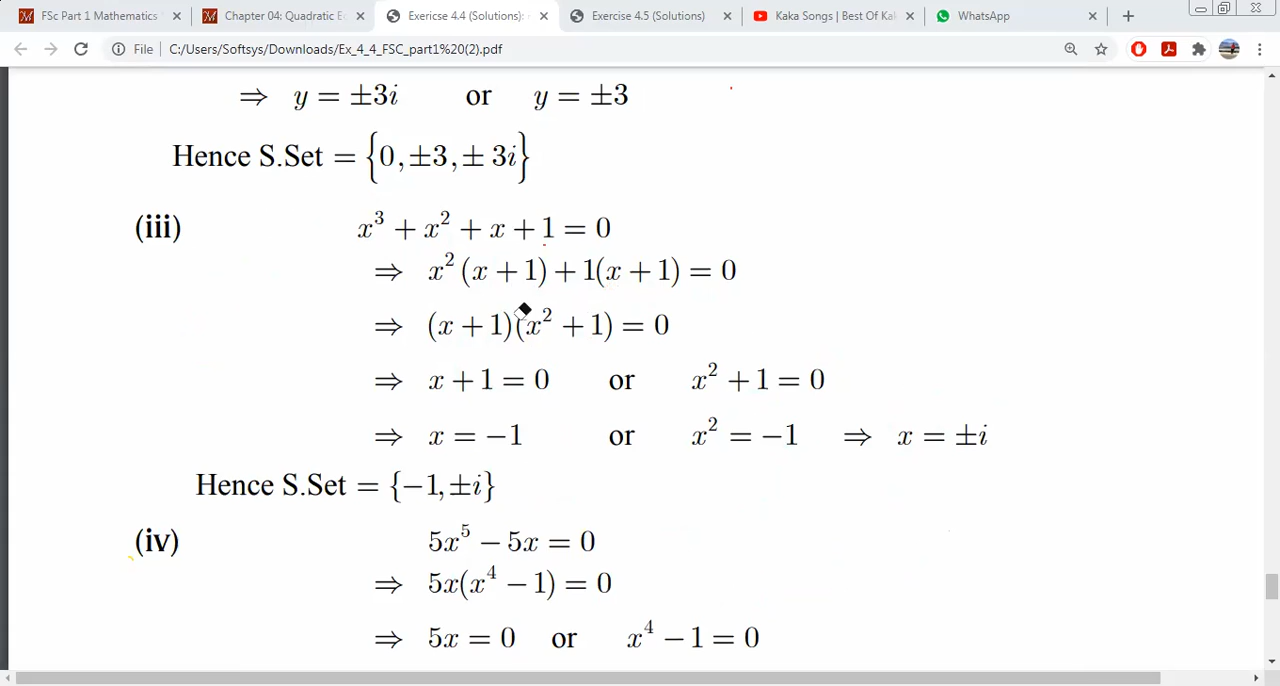 FSc Part 1 Mathematics
Chapter 04: Quadratic Eq
Exericse 4.4 (Solutions):
Exercise 4.5 (Solutions)
Kaka Songs | Best Of Kak
WhatsApp
File C:/Users/Softsys/Downloads/Ex_4_4_FSC_part1%20(2).pdf
⇒ y = ±3i or y = ±3
Hence S.Set = {0, ±3, ± 3i}
(iii) x³ + x² + x + 1 = 0
⇒ x² (x + 1) + 1(x + 1) = 0
⇒ (x + 1)(x² + 1) = 0
⇒ x + 1 = 0 or x² + 1 = 0
⇒ x = −1 or x² = −1 ⇒ x = ±i
Hence S.Set = {−1, ±i}
(iv) 5x⁵ − 5x = 0
⇒ 5x(x⁴ − 1) = 0
⇒ 5x = 0 or x⁴ − 1 = 0